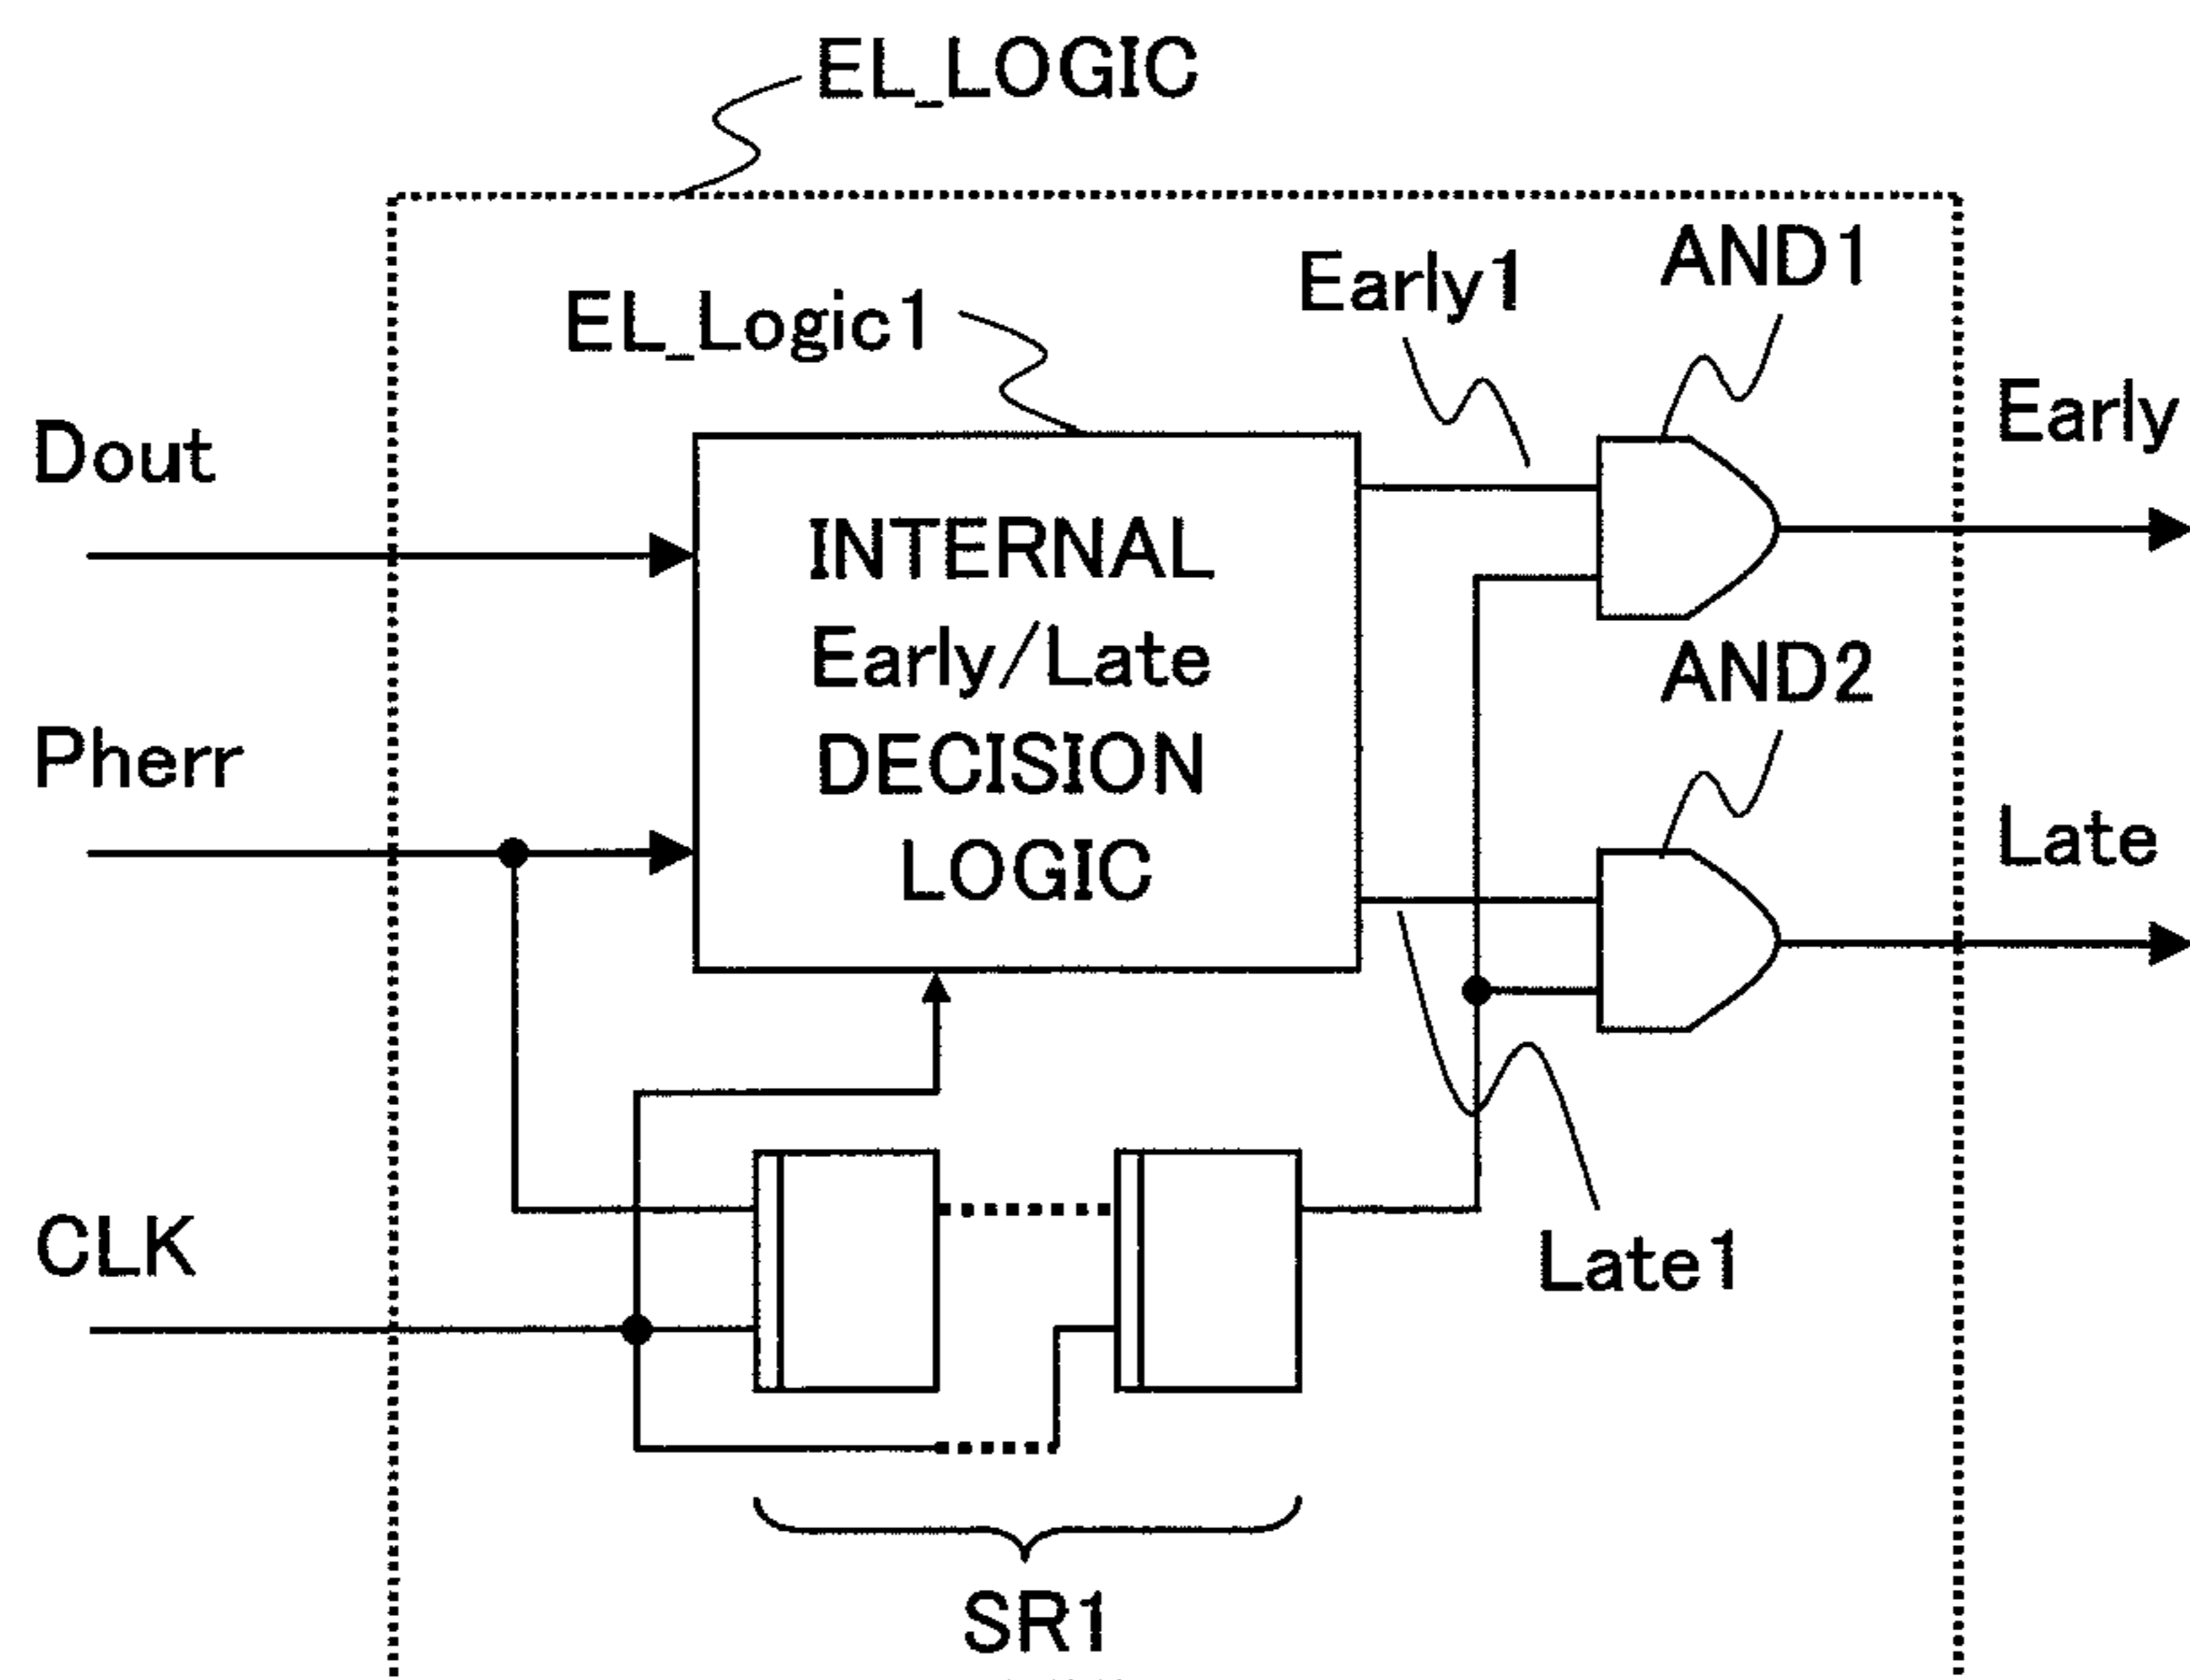 EL_LOGIC
AND1
Early1
EL_Logic1
Early
Dout
INTERNAL
Early/Late
DECISION
LOGIC
AND2
Pherr
Late
CLK
Late1
SR1